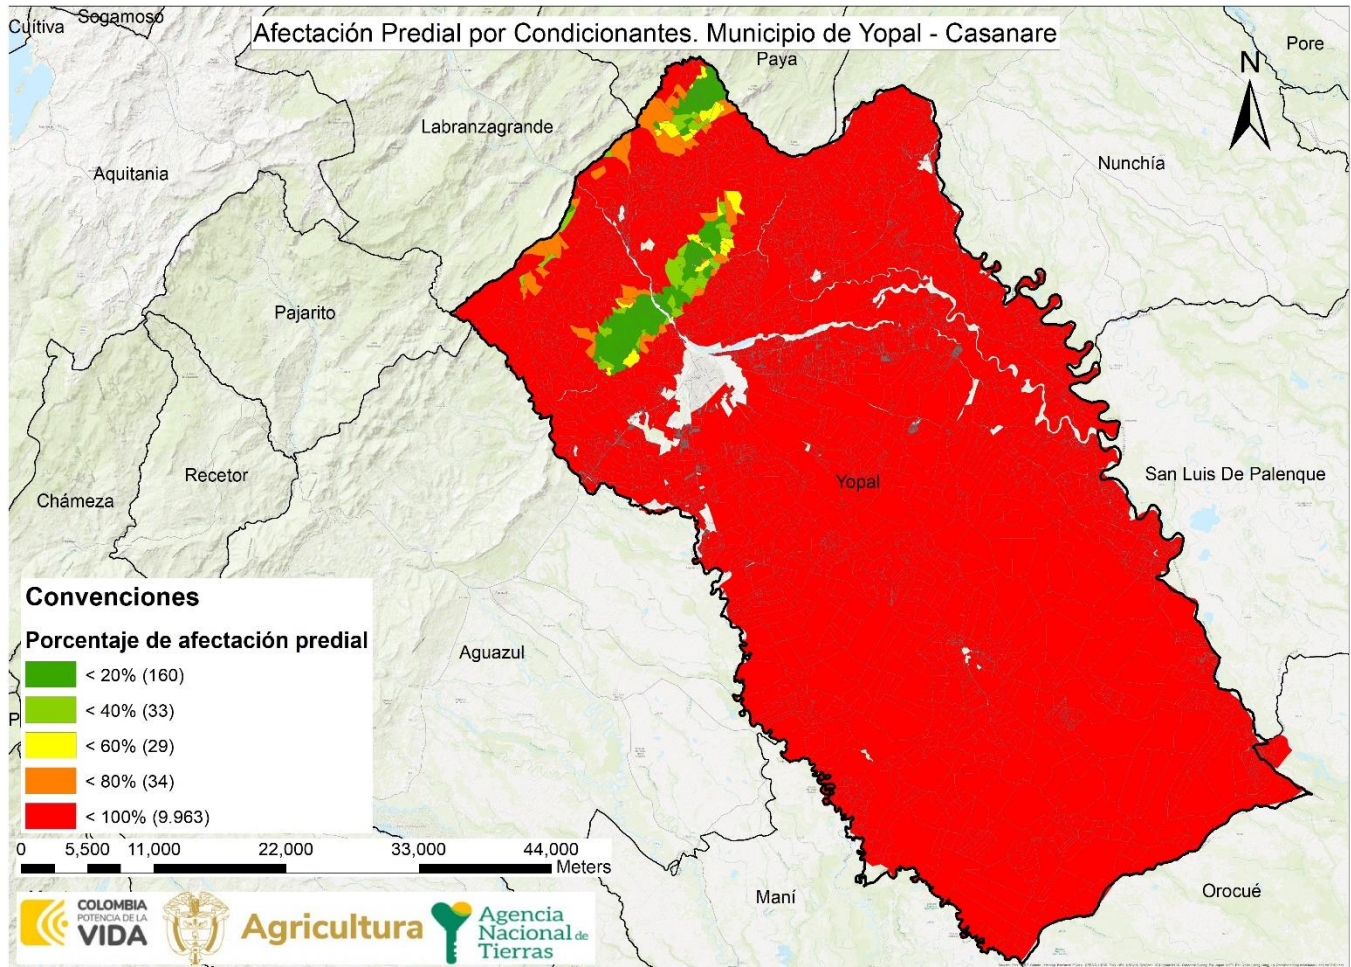 Cuítiva
Sogamoso
Afectación Predial por Condicionantes. Municipio de Yopal - Casanare
Paya
Pore
N
Labranzagrande
Aquitania
Nunchía
Pajarito
Recetor
Chámeza
Yopal
San Luis De Palenque
Convenciones
Porcentaje de afectación predial
< 20% (160)
< 40% (33)
< 60% (29)
< 80% (34)
< 100% (9.963)
P
Aguazul
0 5,500 11,000 22,000 33,000 44,000
Meters
Maní
Orocué
COLOMBIA
POTENCIA DE LA
VIDA
Agricultura
Agencia
Nacional de
Tierras